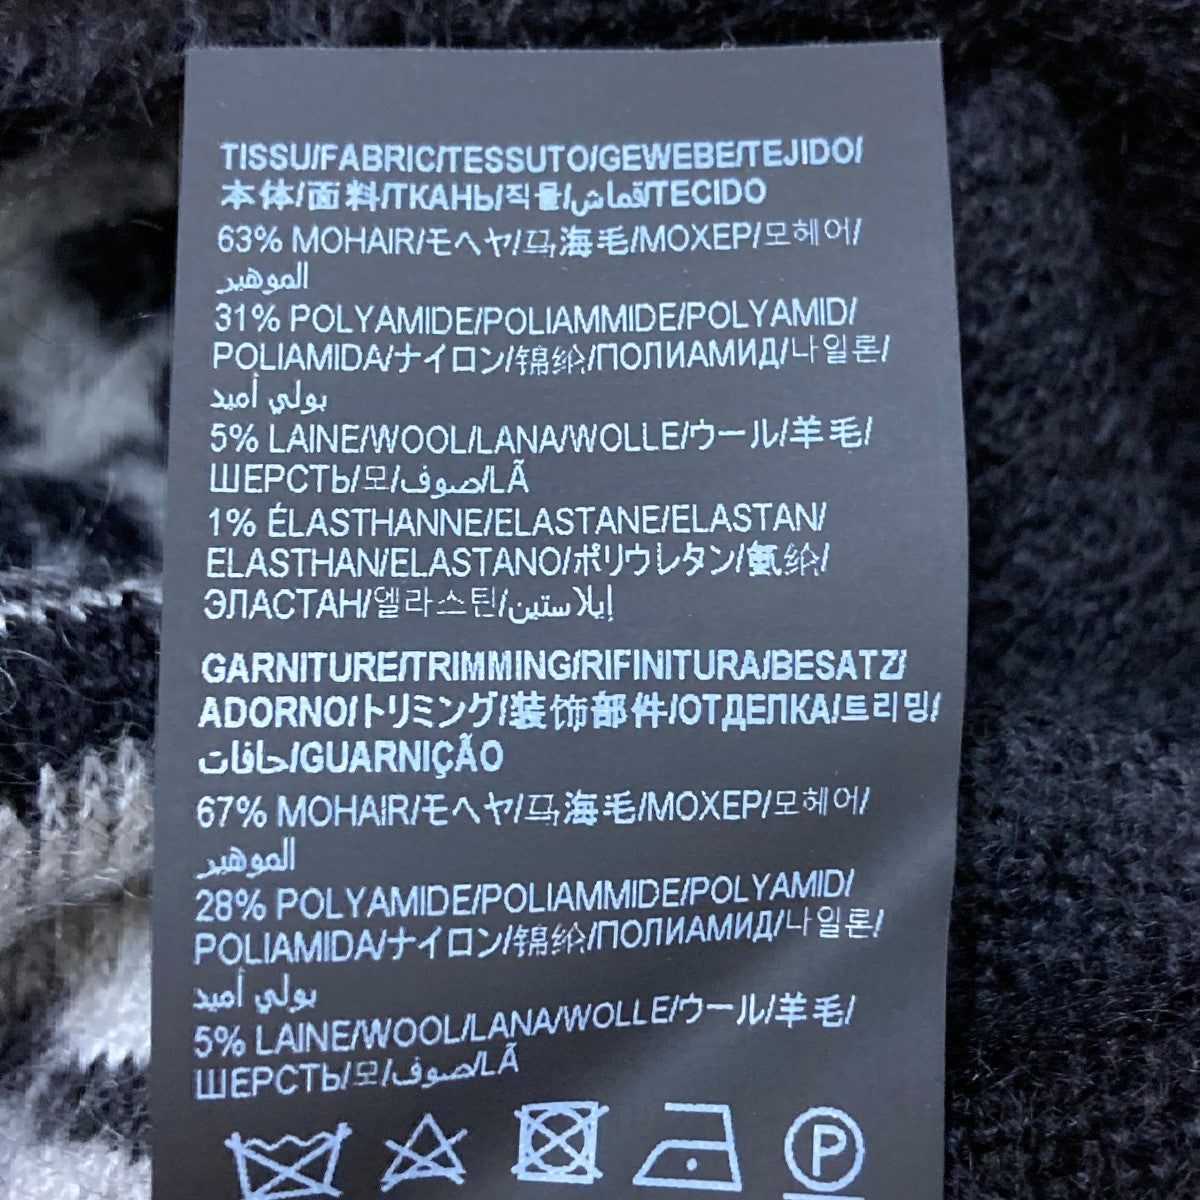 TISSU/FABRIC/TESSUTO/GEWEBE/TEJIDO/
本体/面料/ТКАНЬ/직물/قماش/TECIDO
63% MOHAIR/モヘヤ/马海毛/МОХЕР/모헤어/
الموهير
31% POLYAMIDE/POLIAMMIDE/POLYAMID/
POLIAMIDA/ナイロン/锦纶/ПОЛИАМИД/나일론/
بولي أميد
5% LAINE/WOOL/LANA/WOLLE/ウール/羊毛/
ШЕРСТЬ/모/صوف/LÃ
1% ÉLASTHANNE/ELASTANE/ELASTAN/
ELASTHAN/ELASTANO/ポリウレタン/氨纶/
ЭЛАСТАН/엘라스틴/إيلاستين
GARNITURE/TRIMMING/RIFINITURA/BESATZ/
ADORNO/トリミング/装饰部件/ОТДЕПКА/트리밍/
حافات/GUARNIÇÃO
67% MOHAIR/モヘヤ/马海毛/МОХЕР/모헤어/
الموهير
28% POLYAMIDE/POLIAMMIDE/POLYAMID/
POLIAMIDA/ナイロン/锦纶/ПОЛИАМИД/나일론/
بولي أميد
5% LAINE/WOOL/LANA/WOLLE/ウール/羊毛/
ШЕРСТЬ/모/صوف/LÃ
P